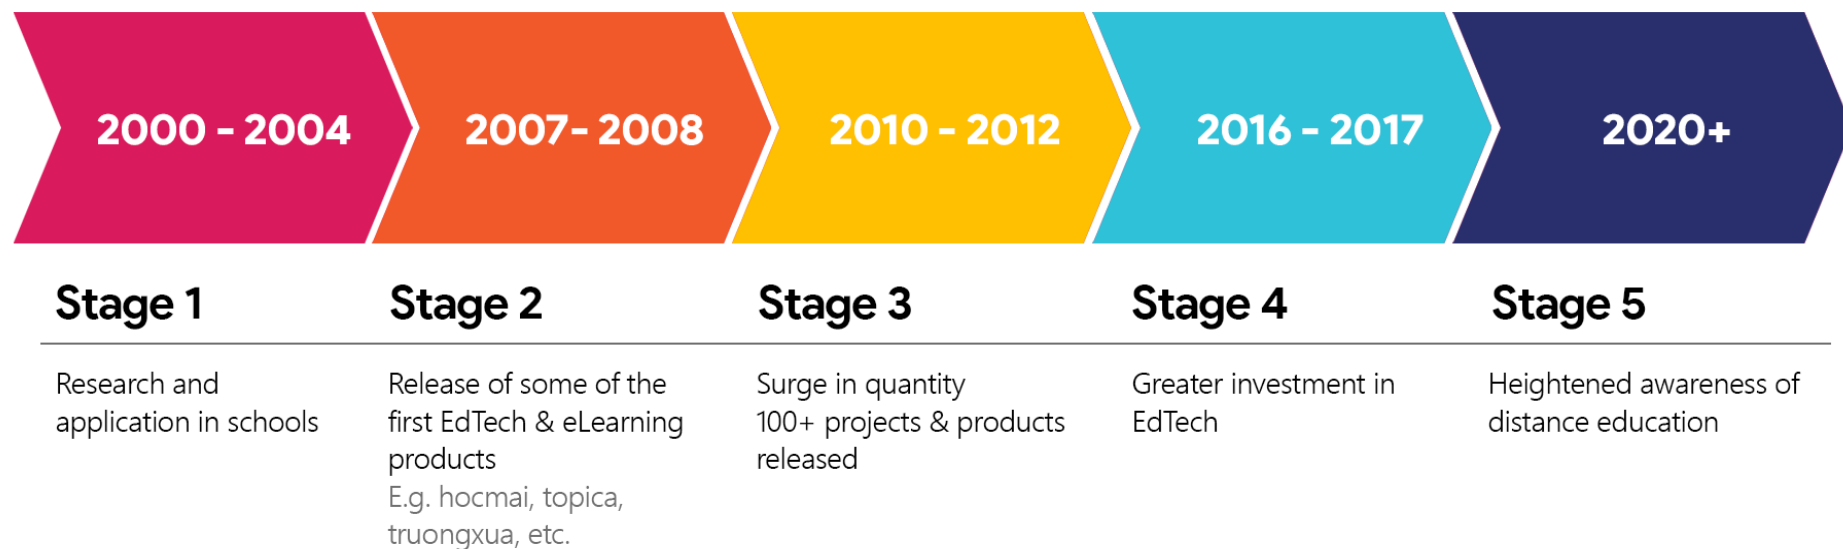 2000 - 2004
2007- 2008
2010 - 2012
2016 - 2017
2020+
Stage 1
Stage 2
Stage 3
Stage 4
Stage 5
Research and
application in schools
Release of some of the
first EdTech & eLearning
products
E.g. hocmai, topica,
truongxua, etc.
Surge in quantity
100+ projects & products
released
Greater investment in
EdTech
Heightened awareness of
distance education